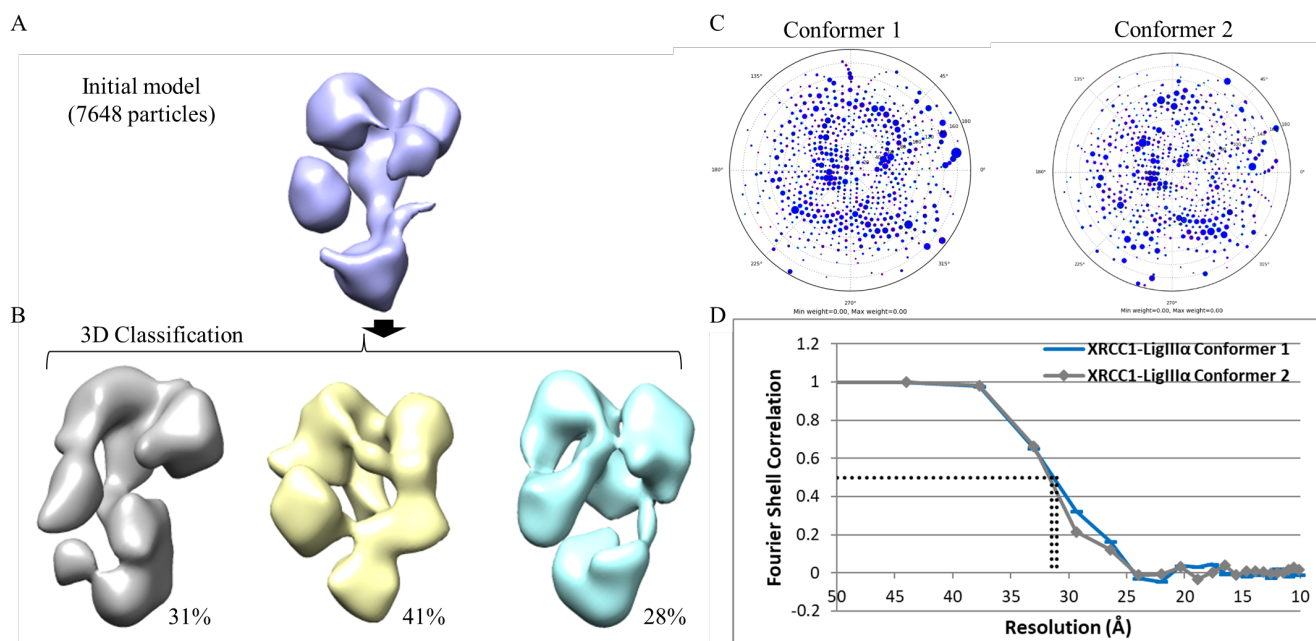 A
Initial model
(7648 particles)
B
3D Classification
31%
41%
28%
C
Conformer 1
135°
45°
180°
0°
225°
315°
270°
160
180
Min weight=0.00, Max weight=0.00
Conformer 2
135°
45°
180°
0°
225°
315°
270°
180
Min weight=0.00, Max weight=0.00
D
XRCC1-LigIIIα Conformer 1
XRCC1-LigIIIα Conformer 2
Fourier Shell Correlation
1.2
1
0.8
0.6
0.4
0.2
0
-0.2
50 45 40 35 30 25 20 15 10
Resolution (Å)